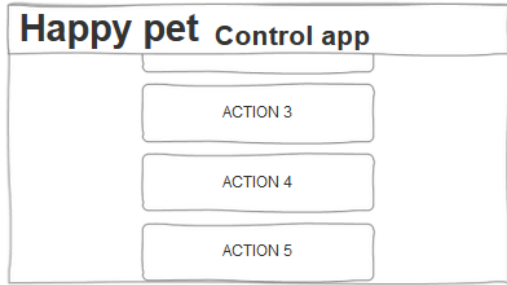 Happy pet Control app
ACTION 3
ACTION 4
ACTION 5